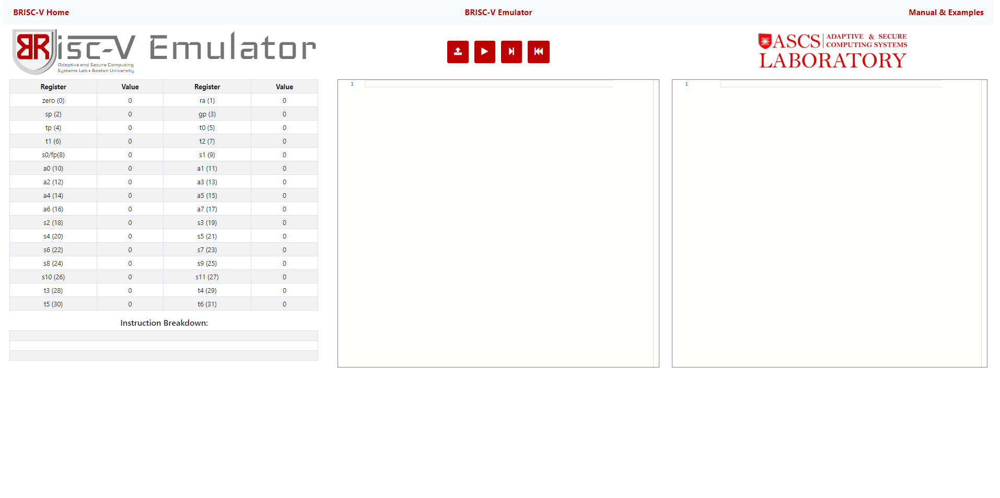 BRISC-V Home BRISC-V Emulator Manual & Examples
BRisc-V Emulator
Adaptive and Secure Computing
Systems Lab • Boston University
ASCS ADAPTIVE & SECURE
COMPUTING SYSTEMS
LABORATORY
Register Value Register Value
zero (0) 0 ra (1) 0
sp (2) 0 gp (3) 0
tp (4) 0 t0 (5) 0
t1 (6) 0 t2 (7) 0
s0/fp(8) 0 s1 (9) 0
a0 (10) 0 a1 (11) 0
a2 (12) 0 a3 (13) 0
a4 (14) 0 a5 (15) 0
a6 (16) 0 a7 (17) 0
s2 (18) 0 s3 (19) 0
s4 (20) 0 s5 (21) 0
s6 (22) 0 s7 (23) 0
s8 (24) 0 s9 (25) 0
s10 (26) 0 s11 (27) 0
t3 (28) 0 t4 (29) 0
t5 (30) 0 t6 (31) 0
Instruction Breakdown:
1
1